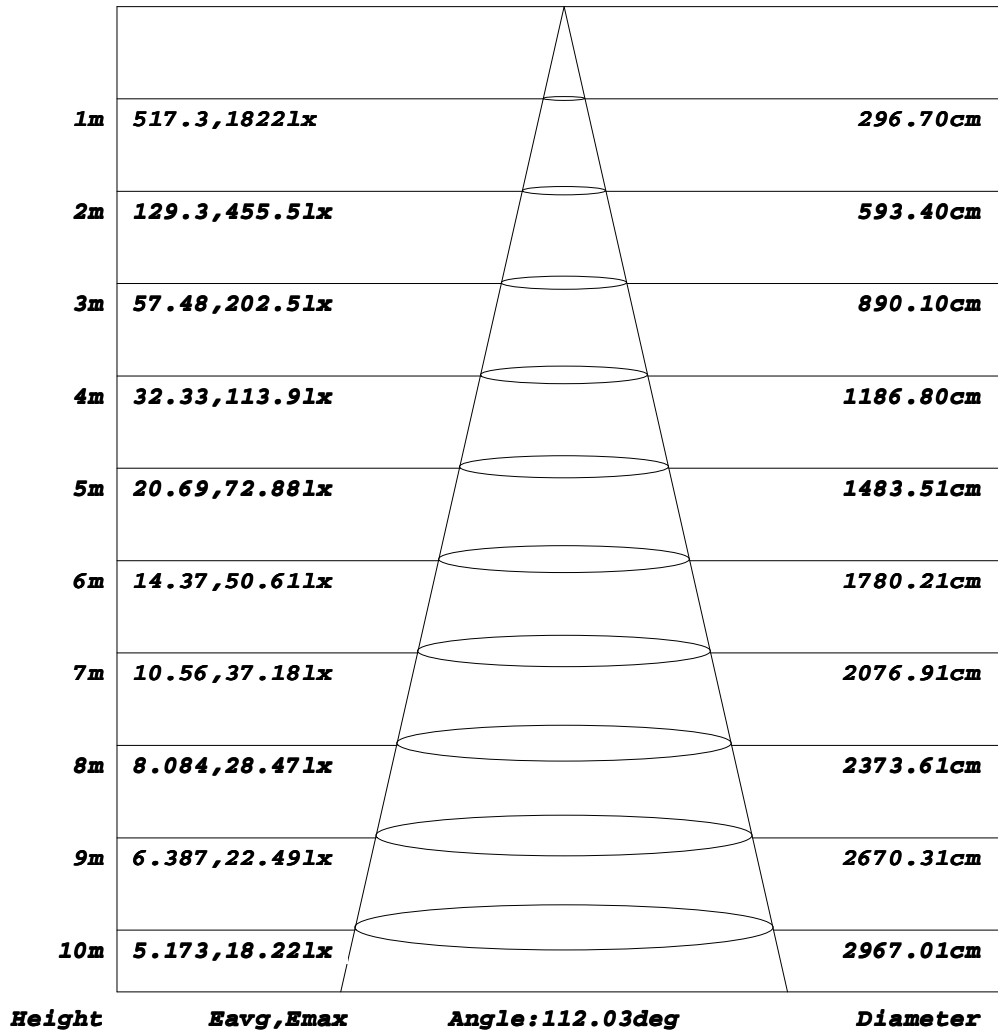 1m 517.3,1822lx 296.70cm
2m 129.3,455.5lx 593.40cm
3m 57.48,202.5lx 890.10cm
4m 32.33,113.9lx 1186.80cm
5m 20.69,72.88lx 1483.51cm
6m 14.37,50.61lx 1780.21cm
7m 10.56,37.18lx 2076.91cm
8m 8.084,28.47lx 2373.61cm
9m 6.387,22.49lx 2670.31cm
10m 5.173,18.22lx 2967.01cm
Height Eavg,Emax Angle:112.03deg Diameter